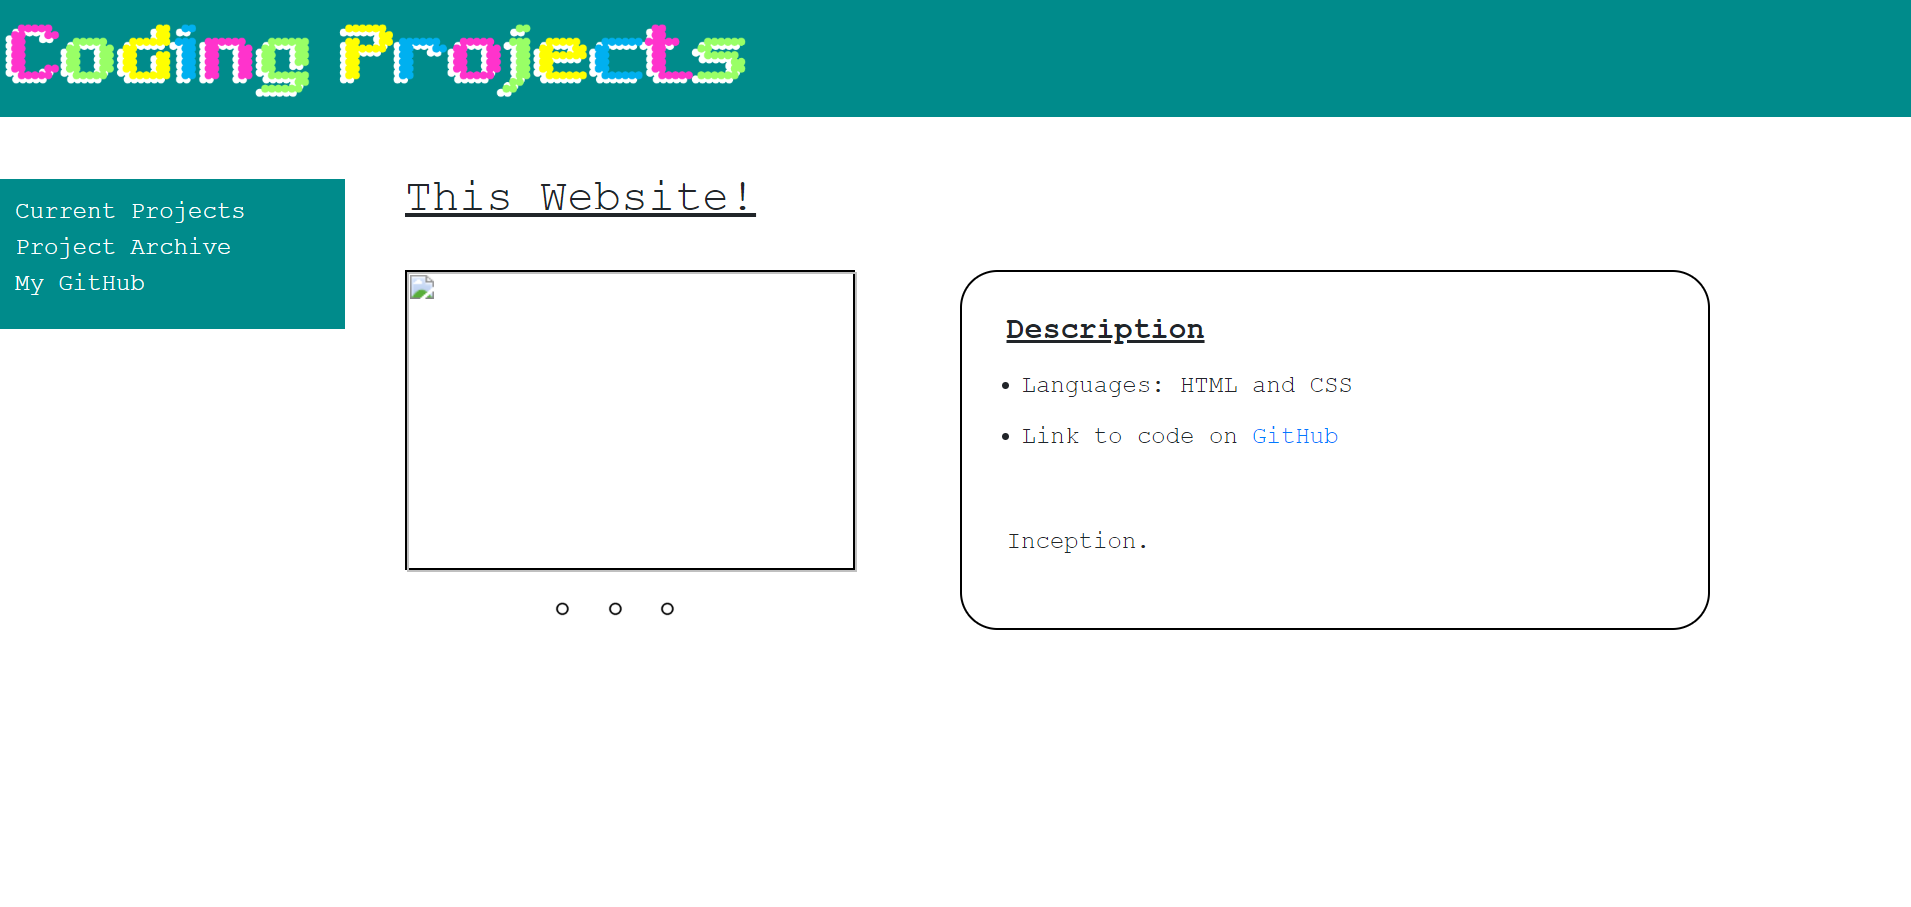 Coding Projects
Current Projects
Project Archive
My GitHub
This Website!
Description
Languages: HTML and CSS
Link to code on GitHub
Inception.